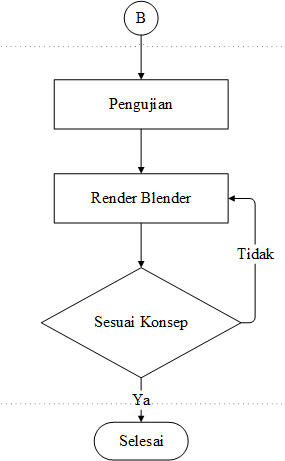 B
Pengujian
Render Blender
Tidak
Sesuai Konsep
Ya
Selesai